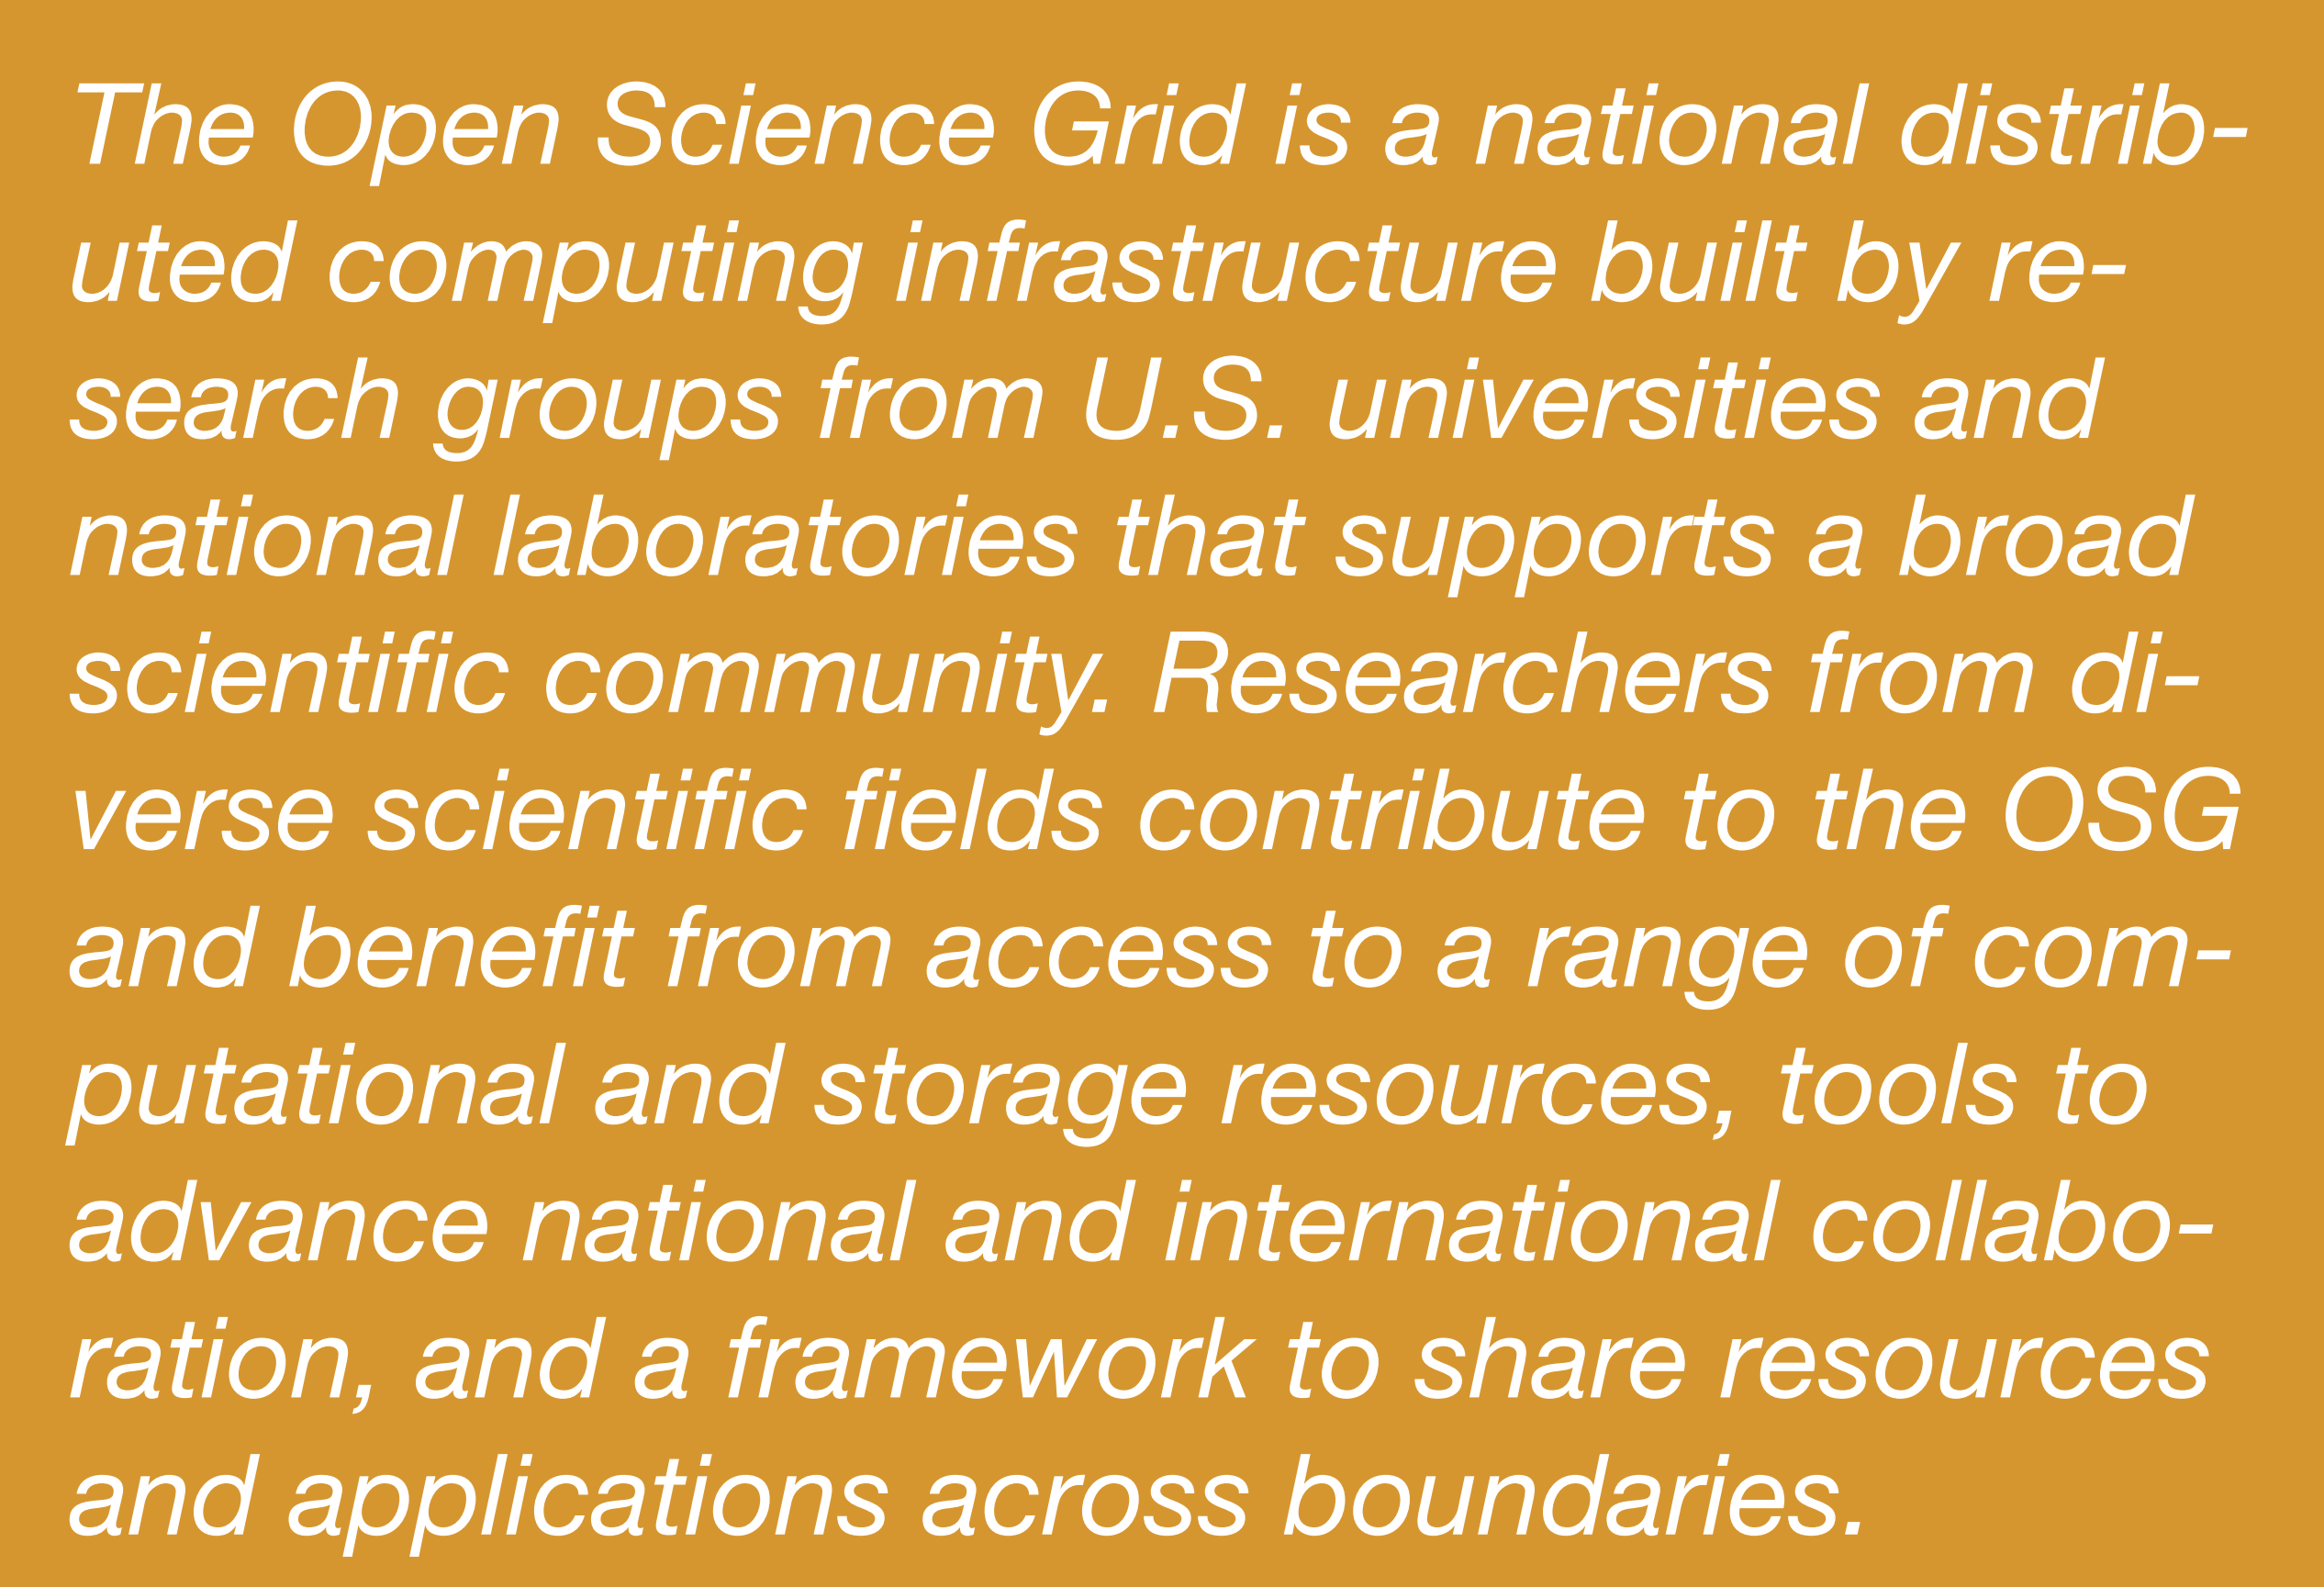 The Open Science Grid is a national distrib-
uted computing infrastructure built by re-
search groups from U.S. universities and
national laboratories that supports a broad
scientific community. Researchers from di-
verse scientific fields contribute to the OSG
and benefit from access to a range of com-
putational and storage resources, tools to
advance national and international collabo-
ration, and a framework to share resources
and applications across boundaries.